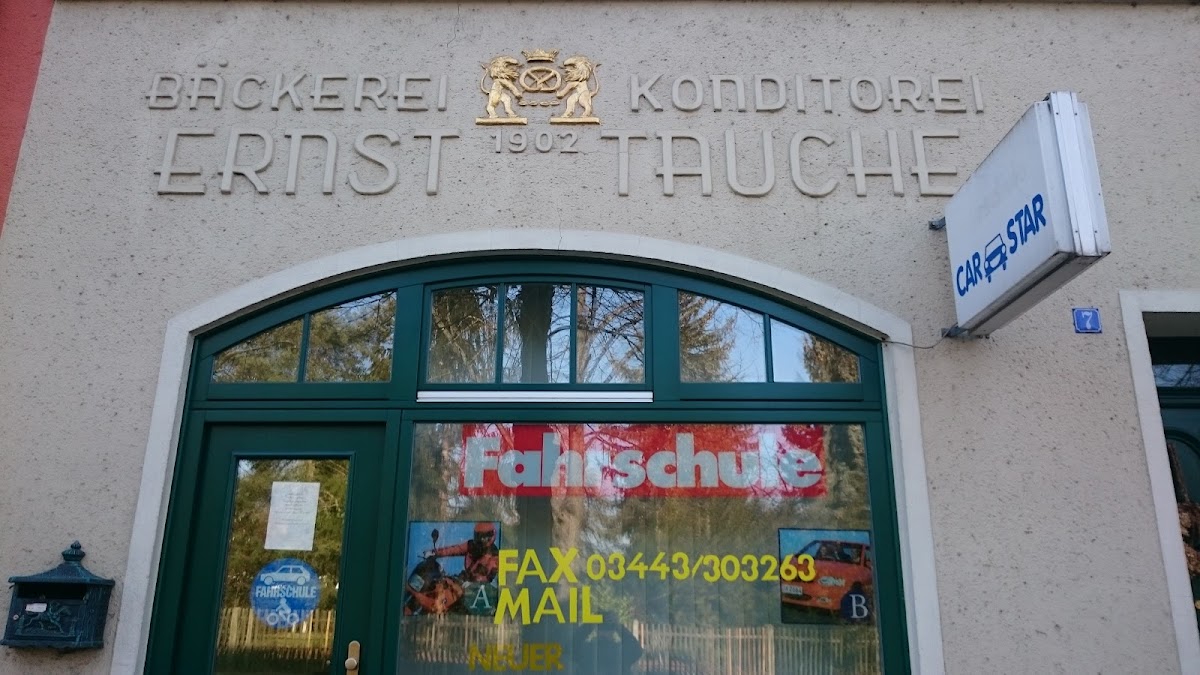 BÄCKEREI KONDITOREI
ERNST 1902 TAUCHE
CAR STAR
7
Fahrschule
FAX 03443/303263
MAIL
NEUER
A
B
FAHRSCHULE